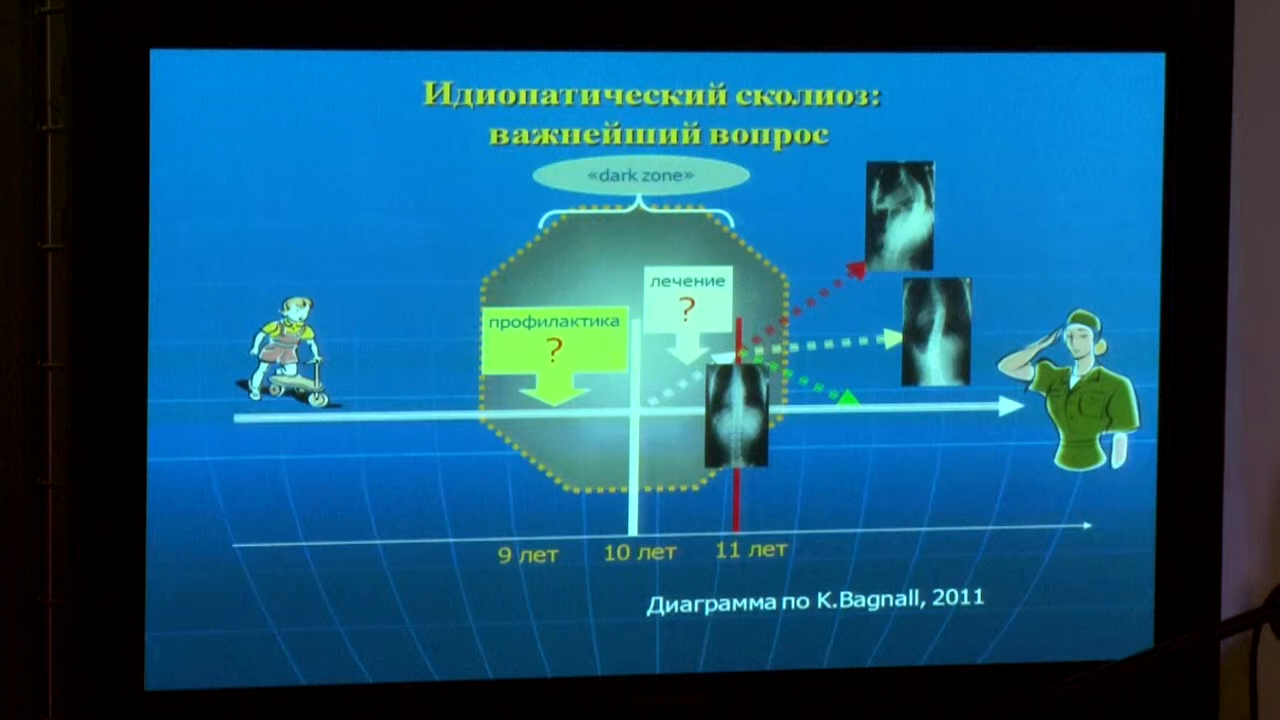 Идиопатический сколиоз:
важнейший вопрос
«dark zone»
лечение
?
профилактика
?
9 лет
10 лет
11 лет
Диаграмма по K.Bagnall, 2011